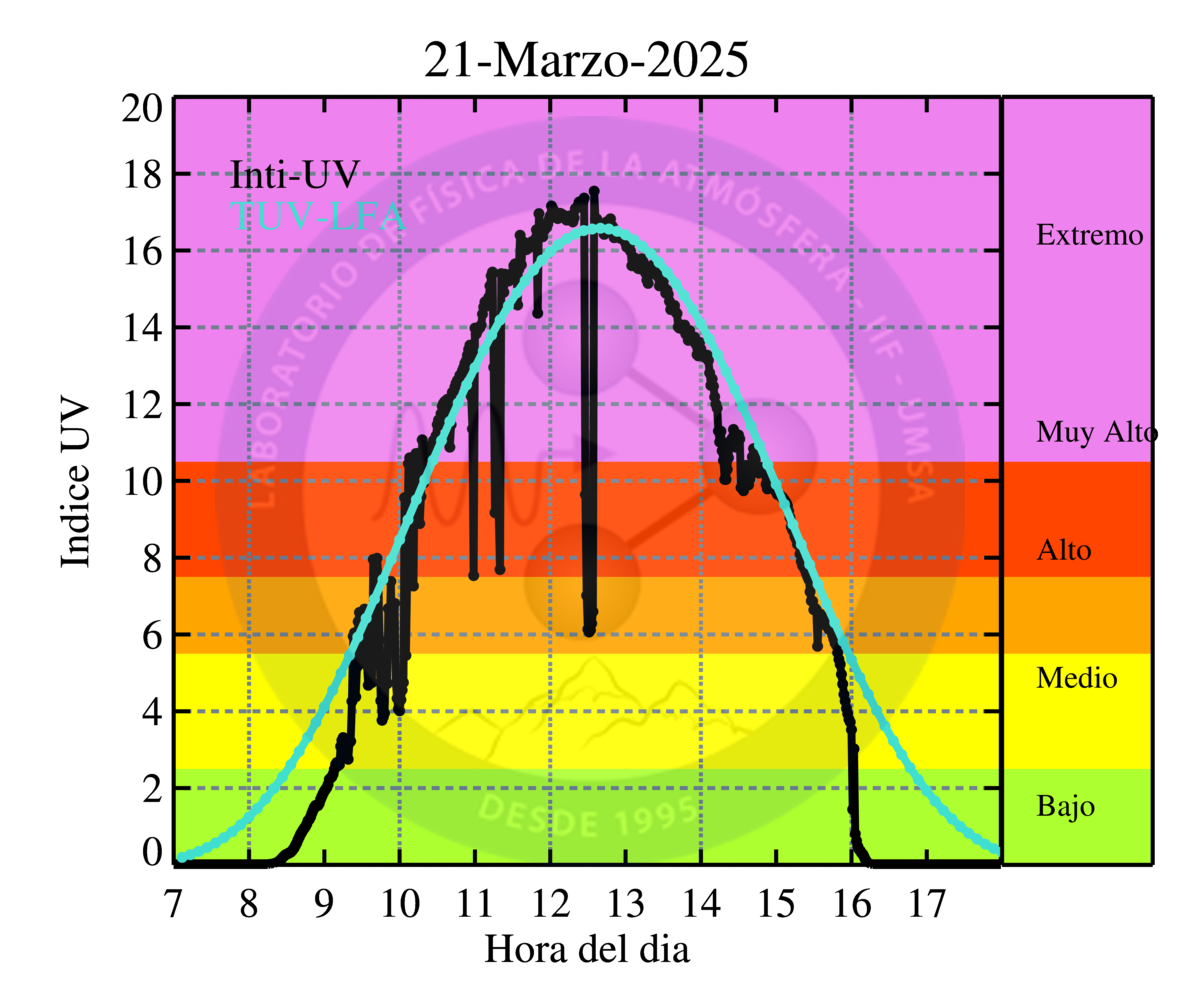 21-Marzo-2025
Inti-UV
TUV-LFA
LABORATORIO DE FÍSICA DE LA ATMÓSFERA - IIF - UMSA
DESDE 1995
Indice UV
20
18
16
14
12
10
8
6
4
2
0
7 8 9 10 11 12 13 14 15 16 17
Hora del dia
Extremo
Muy Alto
Alto
Medio
Bajo